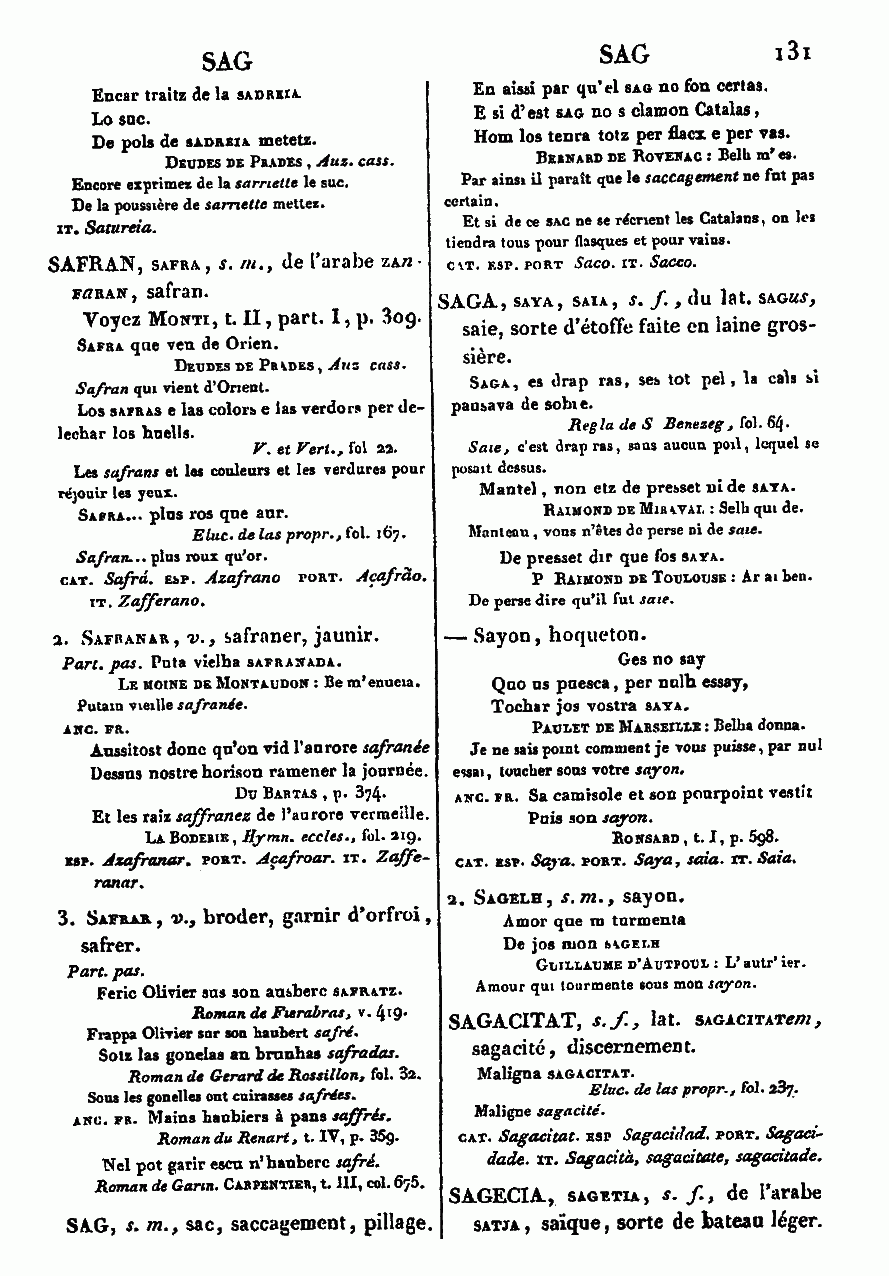 SAG
Encar traitz de la SADREIA
Lo suc.
De pols de SADREIA metetz.
DEUDES DE PRADES, Auz. cass.
Encore exprimez de la sarriette le suc.
De la poussière de sarriette mettez.
IT. Satureia.
SAFRAN, SAFRA, s. m., de l'arabe ZAn-
FaRAN, safran.
Voyez MONTI, t. II, part. I, p. 309.
SAFRA que ven de Orien.
DEUDES DE PRADES, Auz cass.
Safran qui vient d'Orient.
Los SAFRAS e las colors e las verdors per de-
lechar los huells.
V. et Vert., fol 22.
Les safrans et les couleurs et les verdures pour
réjouir les yeux.
SAFRA... plus ros que aur.
Eluc. de las propr., fol. 167.
Safran... plus roux qu'or.
CAT. Safrá. ESP. Azafrano PORT. Açafrão.
IT. Zafferano.
2. SAFRANAR, v., safraner, jaunir.
Part. pas. Puta vielha SAFRANADA.
LE MOINE DE MONTAUDON : Be m'enueia.
Putain vieille safranée.
ANC. FR.
Aussitost donc qu'on vid l'aurore safranée
Dessus nostre horison ramener la journée.
DU BARTAS, p. 374.
Et les raiz saffranez de l'aurore vermeille.
LA BODERIE, Hymn. eccles., fol. 219.
ESP. Azafranar. PORT. Açafroar. IT. Zaffe-
ranar.
3. SAFRAR, v., broder, garnir d'orfroi,
safrer.
Part. pas.
Feric Olivier sus son ausberc SAFRATZ.
Roman de Fierabras, v. 419.
Frappa Olivier sur son haubert safré.
Sotz las gonelas an brunhas safradas.
Roman de Gerard de Rossillon, fol. 32.
Sous les gonelles ont cuirasses safrées.
ANC. FR. Mains haubiers à pans saffrés.
Roman du Renart, t. IV, p. 359.
Nel pot garir escu n'hauberc safré.
Roman de Garin. CARPENTIER, t. III, col. 675.
SAG, s. m., sac, saccagement, pillage.
SAG 131
En aissi par qu'el SAG no fon certas.
E si d'est SAG no s clamon Catalas,
Hom los tenra totz per flacx e per vas.
BERNARD DE ROVENAC : Belh m'es.
Par ainsi il paraît que le saccagement ne fut pas
certain.
Et si de ce SAC ne se récrient les Catalans, on les
tiendra tous pour flasques et pour vains.
CAT. ESP. PORT Saco. IT. Sacco.
SAGA, SAYA, SAIA, s. f., du lat. SAGus,
saie, sorte d'étoffe faite en laine gros-
sière.
SAGA, es drap ras, ses tot pel, la cals si
pausava de sobre.
Regla de S Benezeg, fol. 64.
Saie, c'est drap ras, sans aucun poil, lequel se
posait dessus.
Mantel, non etz de presset ni de SAYA.
RAIMOND DE MIRAVAL : Selh qui de.
Manteau, vous n'êtes de perse ni de saie.
De presset dir que fos SAYA.
P RAIMOND DE TOULOUSE : Ar ai ben.
De perse dire qu'il fut saie.
— Sayon, hoqueton.
Ges no say
Quo us puesca, per nulh essay,
Tochar jos vostra SAYA.
PAULET DE MARSEILLE : Belha donna.
Je ne sais point comment je vous puisse, par nul
essai, toucher sous votre sayon.
ANC. FR. Sa camisole et son pourpoint vestit
Puis son sayon.
RONSARD, t. I, p. 598.
CAT. ESP. Saya. PORT. Saya, saia. IT. Saia.
2. SAGELH, s. m., sayon.
Amor que m turmenta
De jos mon SAGELH
GUILLAUME D'AUTPOUL : L'autr'ier.
Amour qui tourmente sous mon sayon.
SAGACITAT, s. f., lat. SAGACITATem,
sagacité, discernement.
Maligna SAGACITAT.
Eluc. de las propr., fol. 237.
Maligne sagacité.
CAT. Sagacitat. ESP Sagacidad. PORT. Sagaci-
dade. IT. Sagacità, sagacitate, sagacitade.
SAGECIA, SAGETIA, s. f., de l'arabe
SATJA, saïque, sorte de bateau léger.